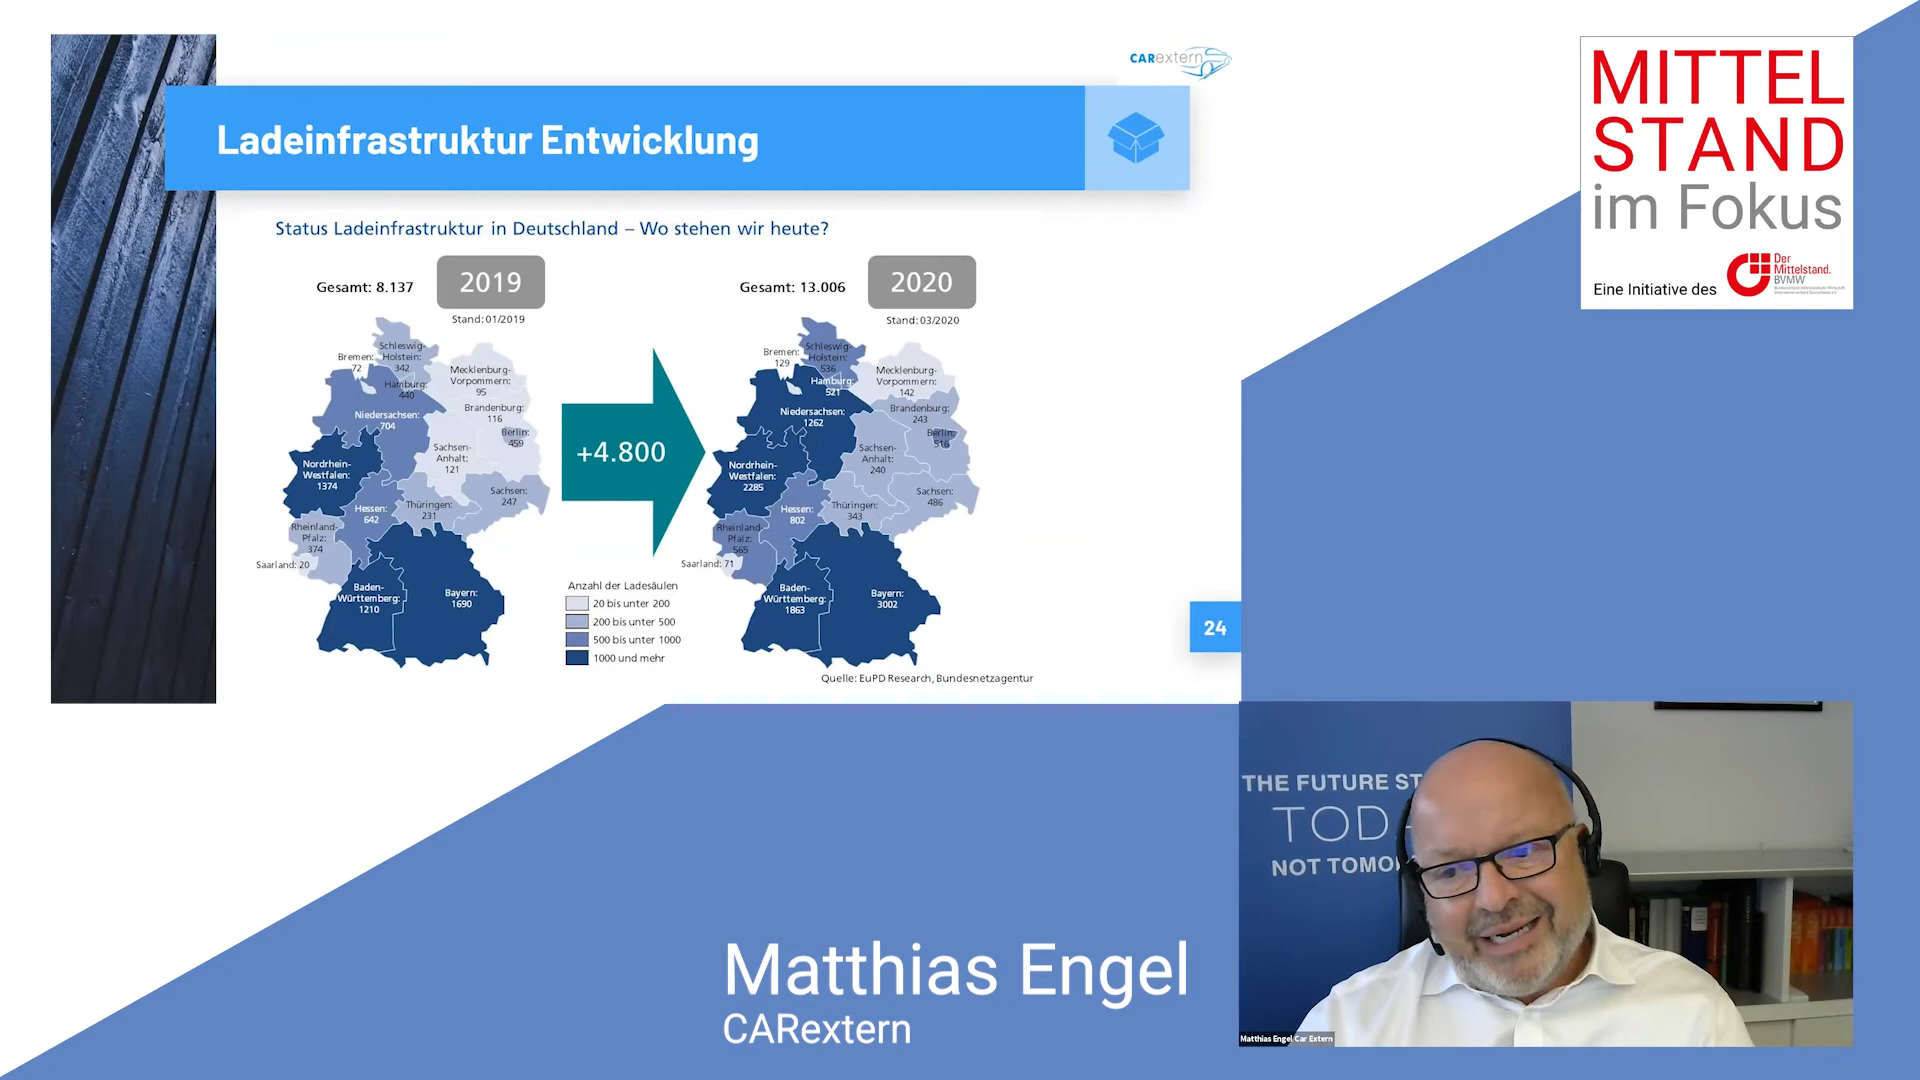 CARextern
Ladeinfrastruktur Entwicklung
Status Ladeinfrastruktur in Deutschland – Wo stehen wir heute?
Gesamt: 8.137
2019
Stand: 01/2019
Schleswig-
Holstein:
342
Bremen:
72
Hamburg:
440
Mecklenburg-
Vorpommern:
95
Niedersachsen:
704
Brandenburg:
116
Berlin:
459
Sachsen-
Anhalt:
121
Nordrhein-
Westfalen:
1374
Sachsen:
247
Hessen:
642
Thüringen:
231
Rheinland-
Pfalz:
374
Saarland: 20
Baden-
Württemberg:
1210
Bayern:
1690
+4.800
Anzahl der Ladesäulen
20 bis unter 200
200 bis unter 500
500 bis unter 1000
1000 und mehr
Gesamt: 13.006
2020
Stand: 03/2020
Schleswig-
Holstein:
536
Bremen:
129
Hamburg:
521
Mecklenburg-
Vorpommern:
142
Niedersachsen:
1262
Brandenburg:
243
Berlin:
516
Sachsen-
Anhalt:
240
Nordrhein-
Westfalen:
2285
Sachsen:
486
Hessen:
802
Thüringen:
343
Rheinland-
Pfalz:
565
Saarland: 71
Baden-
Württemberg:
1863
Bayern:
3002
Quelle: EuPD Research, Bundesnetzagentur
24
MITTEL
STAND
im Fokus
Eine Initiative des
Der
Mittelstand.
BVMW
THE FUTURE ST
TOD
NOT TOMO
Matthias Engel Car Extern
Matthias Engel
CARextern